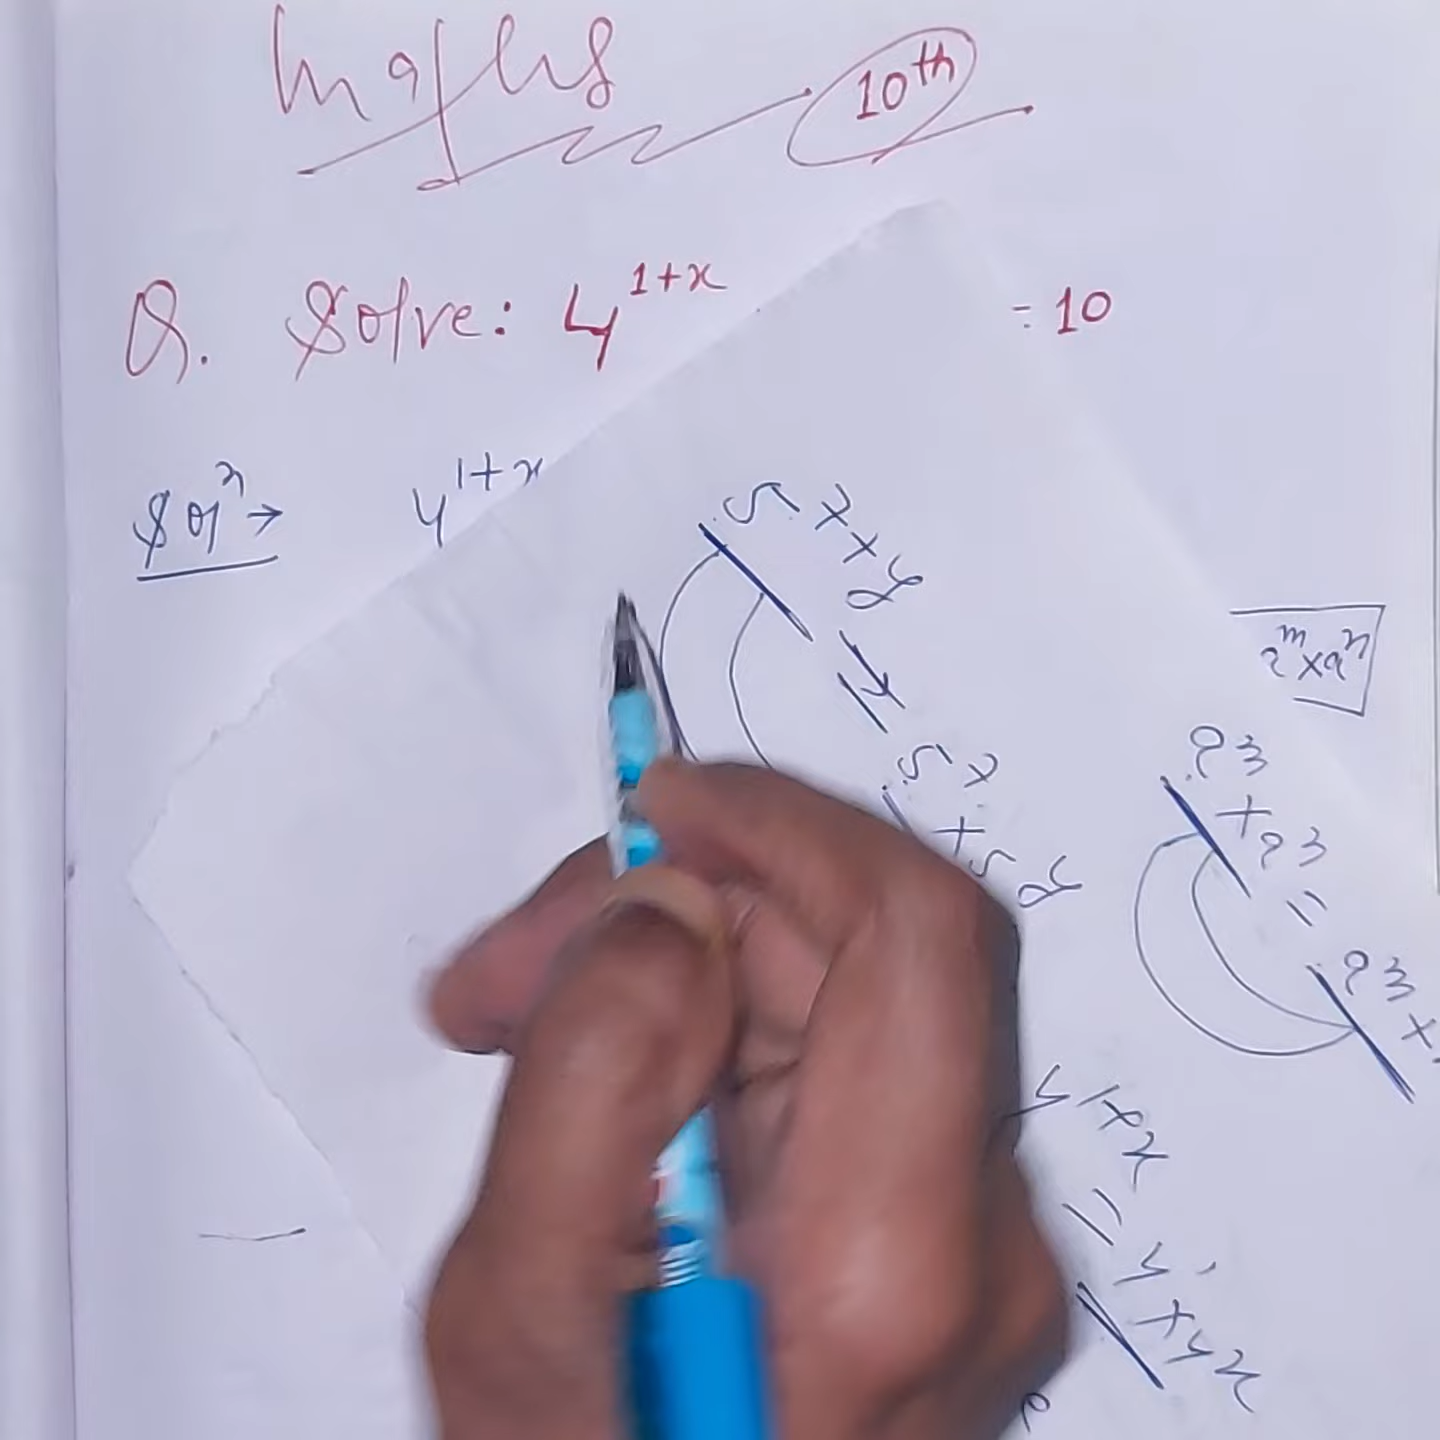 Maths 10th
Q. Solve: 4^{1+x} = 10
Sol^n → 4^{1+x}
5^{x+y}
⇒ 5^x × 5^y
a^m × a^n
a^3 × a^3 =
4^{1+x}
= 4^1 × 4^x